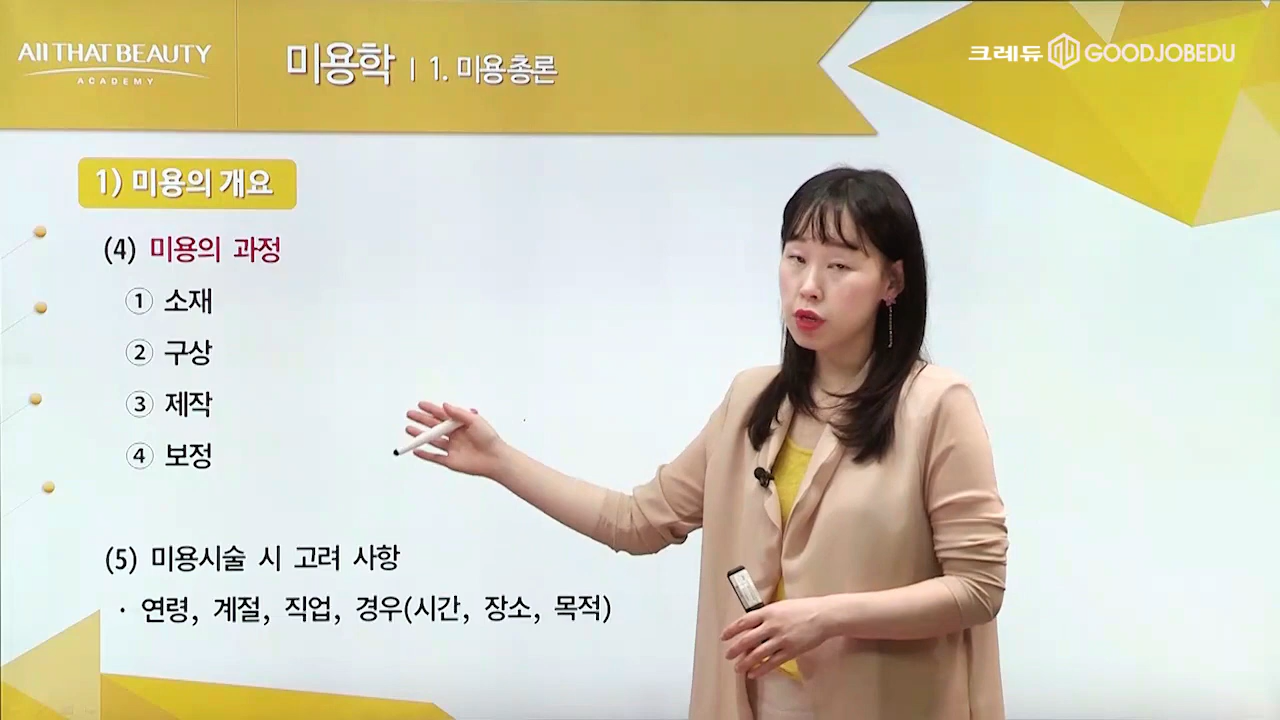 All THAT BEAUTY
ACADEMY
미용학 | 1. 미용 총론
크레듀 GOODJOBEDU
1) 미용의 개요
(4) 미용의 과정
① 소재
② 구상
③ 제작
④ 보정
(5) 미용시술 시 고려 사항
· 연령, 계절, 직업, 경우(시간, 장소, 목적)